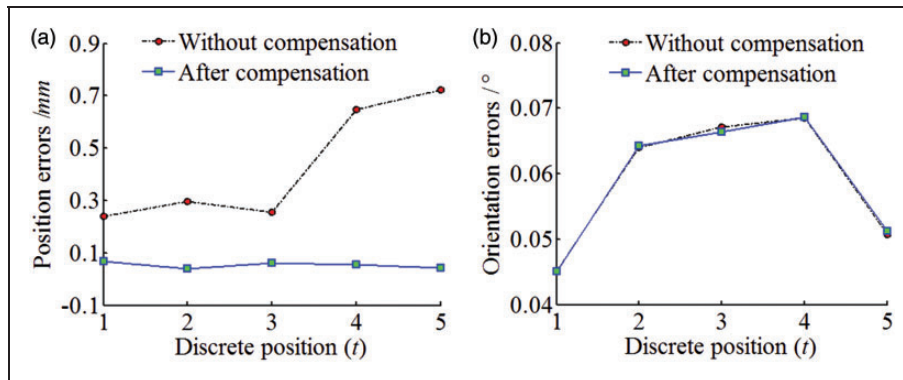 (a)
0.9
0.7
0.5
0.3
0.1
-0.1
Position errors /mm
Without compensation
After compensation
1 2 3 4 5
Discrete position (t)
(b)
0.08
0.07
0.06
0.05
0.04
Orientation errors / °
Without compensation
After compensation
1 2 3 4 5
Discrete position (t)